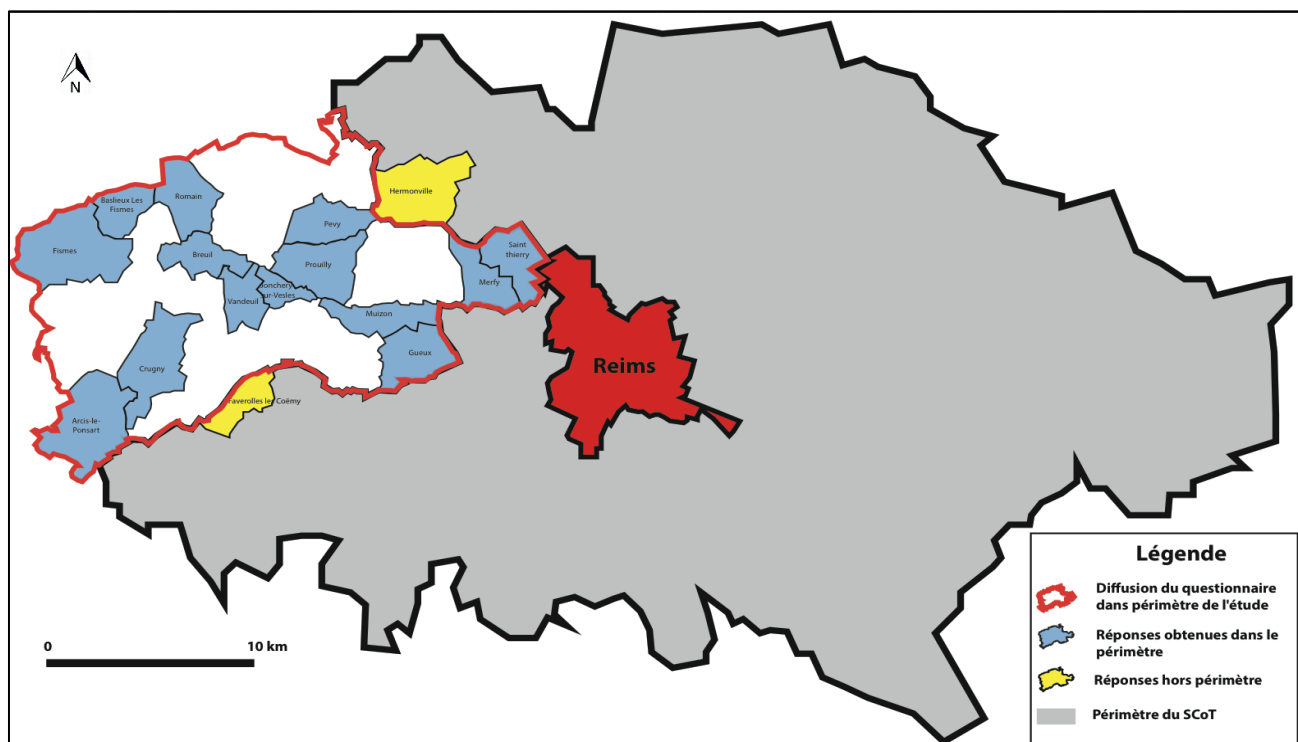 N
Hermonville
Baslieux Les
Fismes
Romain
Pevy
Saint
thierry
Fismes
Breuil
Prouilly
Merfy
Vandeuil
Jonchery
sur-Vesles
Muizon
Gueux
Crugny
Reims
Faverolles les Coëmy
Arcis-le-
Ponsart
Légende
Diffusion du questionnaire
dans périmètre de l'étude
Réponses obtenues dans le
périmètre
Réponses hors périmètre
Périmètre du SCoT
0
10 km